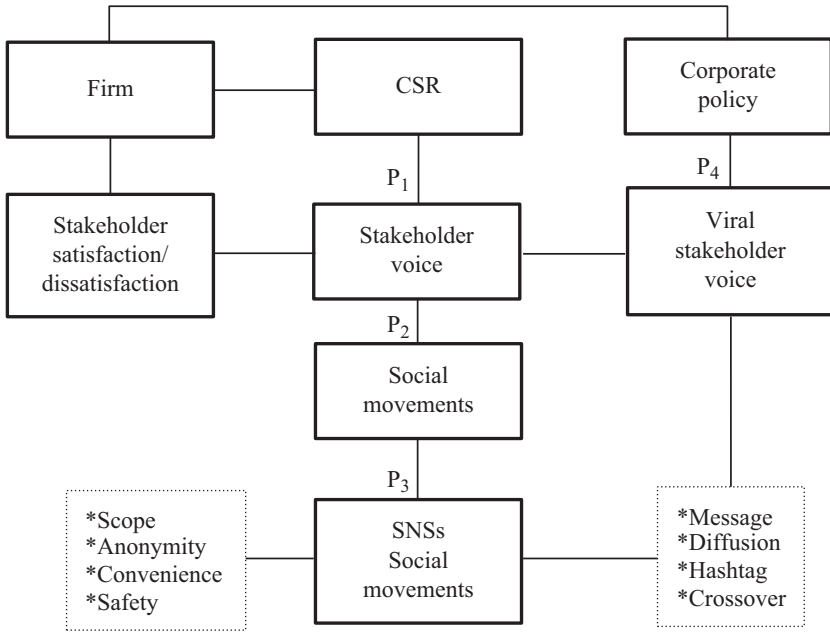 Firm
CSR
Corporate
policy
P1
P4
Stakeholder
satisfaction/
dissatisfaction
Stakeholder
voice
Viral
stakeholder
voice
P2
Social
movements
P3
*Scope
*Anonymity
*Convenience
*Safety
SNSs
Social
movements
*Message
*Diffusion
*Hashtag
*Crossover